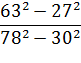 63² − 27²
78² − 30²